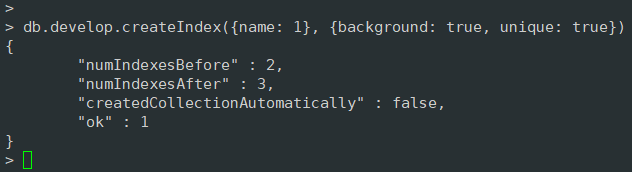 >
> db.develop.createIndex({name: 1}, {background: true, unique: true})
{
        "numIndexesBefore" : 2,
        "numIndexesAfter" : 3,
        "createdCollectionAutomatically" : false,
        "ok" : 1
}
>